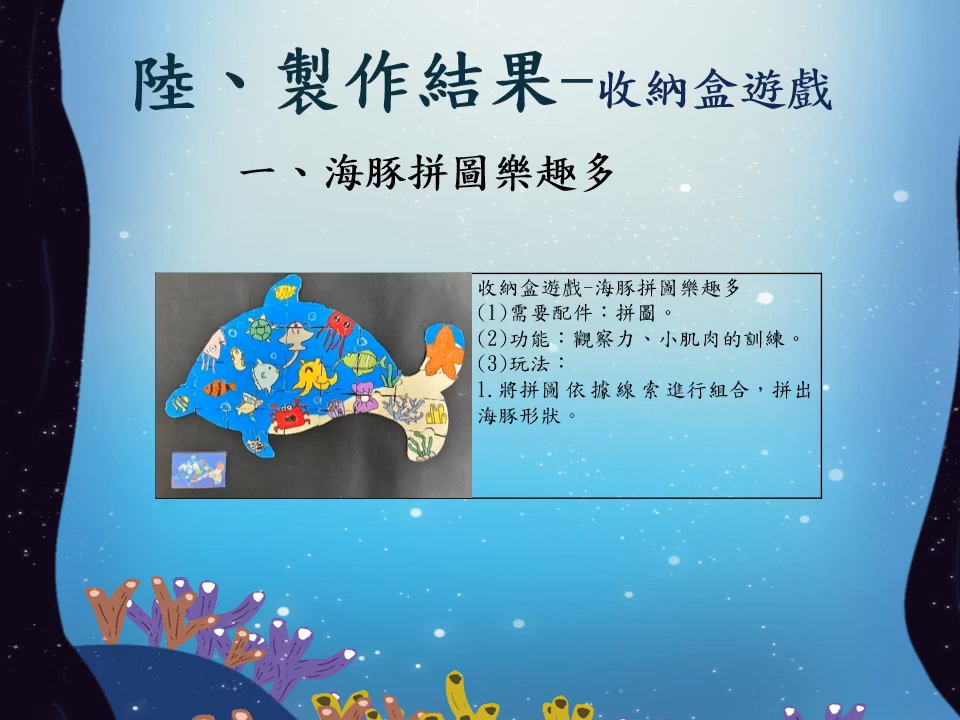 陸、製作結果-收納盒遊戲
一、海豚拼圖樂趣多
收納盒遊戲-海豚拼圖樂趣多
(1)需要配件：拼圖。
(2)功能：觀察力、小肌肉的訓練。
(3)玩法：
1.將拼圖依據線索進行組合，拼出
海豚形狀。